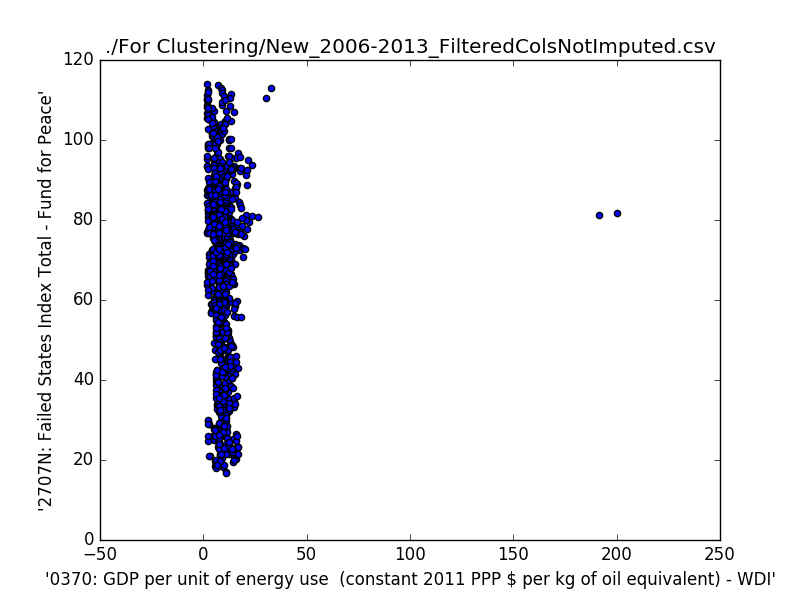 ./For Clustering/New_2006-2013_FilteredColsNotImputed.csv
120
100
80
60
40
20
0
'2707N: Failed States Index Total - Fund for Peace'
−50 0 50 100 150 200 250
'0370: GDP per unit of energy use  (constant 2011 PPP $ per kg of oil equivalent) - WDI'